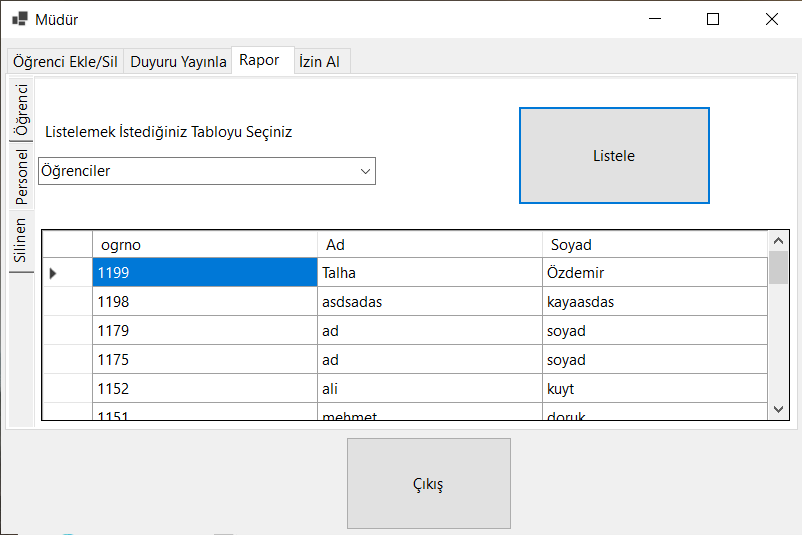 Müdür
Öğrenci Ekle/Sil Duyuru Yayınla Rapor İzin Al
Öğrenci
Personel
Silinen
Listelemek İstediğiniz Tabloyu Seçiniz
Listele
Öğrenciler
ogrno Ad Soyad
1199 Talha Özdemir
1198 asdsadas kayaasdas
1179 ad soyad
1175 ad soyad
1152 ali kuyt
1151 mehmet doruk
Çıkış